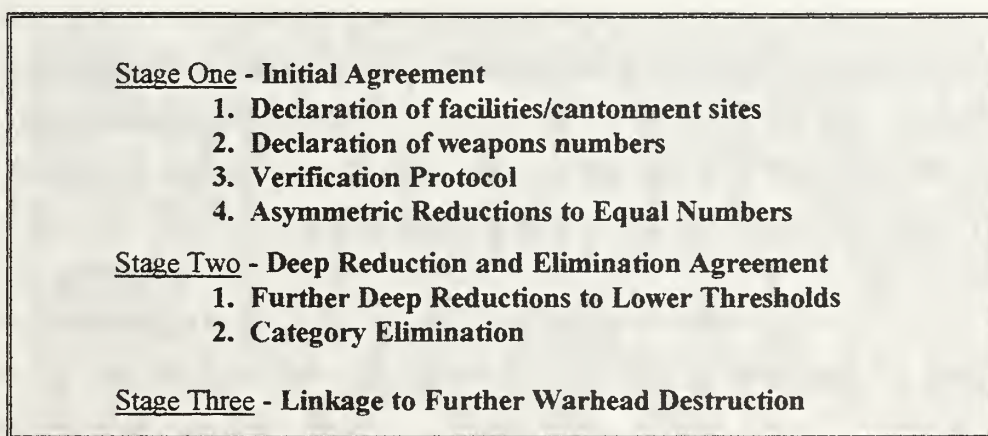 Stage One - Initial Agreement
1. Declaration of facilities/cantonment sites
2. Declaration of weapons numbers
3. Verification Protocol
4. Asymmetric Reductions to Equal Numbers
Stage Two - Deep Reduction and Elimination Agreement
1. Further Deep Reductions to Lower Thresholds
2. Category Elimination
Stage Three - Linkage to Further Warhead Destruction